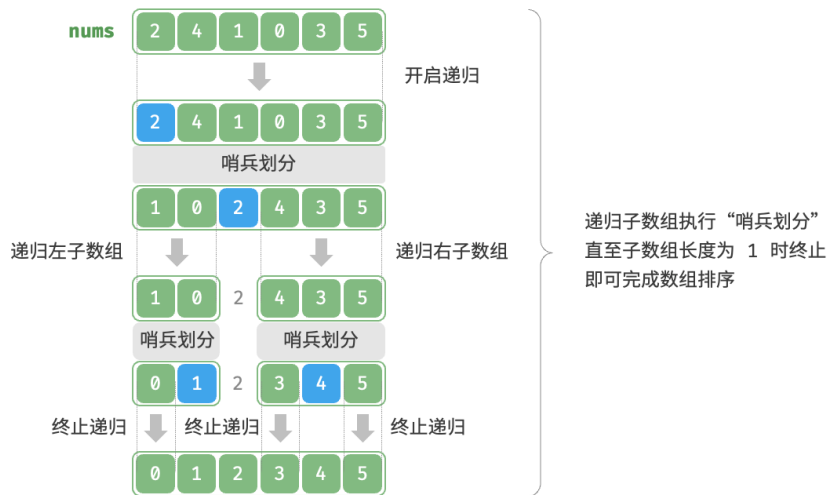 nums 2 4 1 0 3 5
开启递归
2 4 1 0 3 5
哨兵划分
1 0 2 4 3 5
递归左子数组 递归右子数组
1 0 2 4 3 5
哨兵划分 哨兵划分
0 1 2 3 4 5
终止递归 终止递归 终止递归
0 1 2 3 4 5
递归子数组执行“哨兵划分”
直至子数组长度为 1 时终止
即可完成数组排序